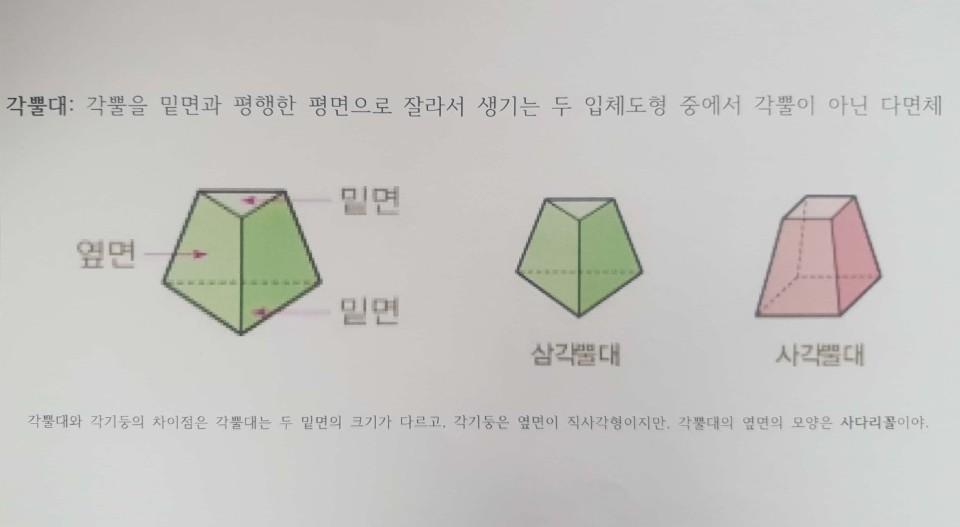 각뿔대: 각뿔을 밑면과 평행한 평면으로 잘라서 생기는 두 입체도형 중에서 각뿔이 아닌 다면체
밑면
옆면
밑면
삼각뿔대
사각뿔대
각뿔대와 각기둥의 차이점은 각뿔대는 두 밑면의 크기가 다르고, 각기둥은 옆면이 직사각형이지만, 각뿔대의 옆면의 모양은 사다리꼴이야.